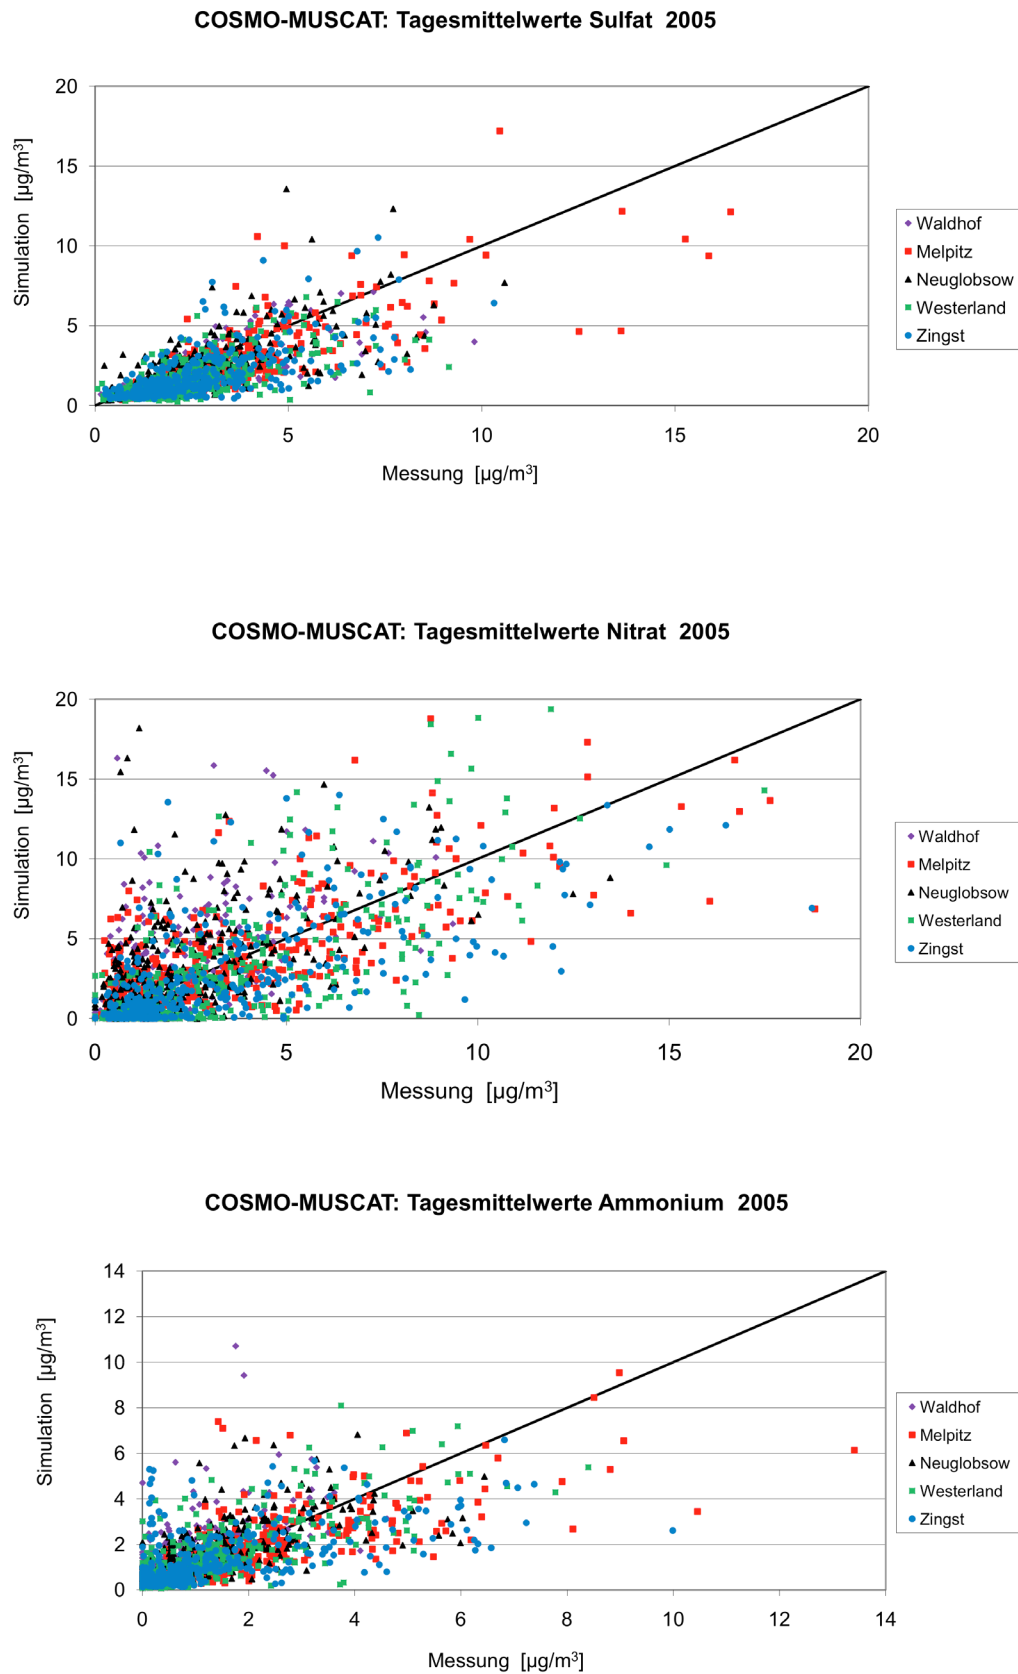 COSMO-MUSCAT: Tagesmittelwerte Sulfat 2005
20
15
10
5
0
Simulation [µg/m³]
0 5 10 15 20
Messung [µg/m³]
Waldhof
Melpitz
Neuglobsow
Westerland
Zingst
COSMO-MUSCAT: Tagesmittelwerte Nitrat 2005
20
15
10
5
0
Simulation [µg/m³]
0 5 10 15 20
Messung [µg/m³]
Waldhof
Melpitz
Neuglobsow
Westerland
Zingst
COSMO-MUSCAT: Tagesmittelwerte Ammonium 2005
14
12
10
8
6
4
2
0
Simulation [µg/m³]
0 2 4 6 8 10 12 14
Messung [µg/m³]
Waldhof
Melpitz
Neuglobsow
Westerland
Zingst